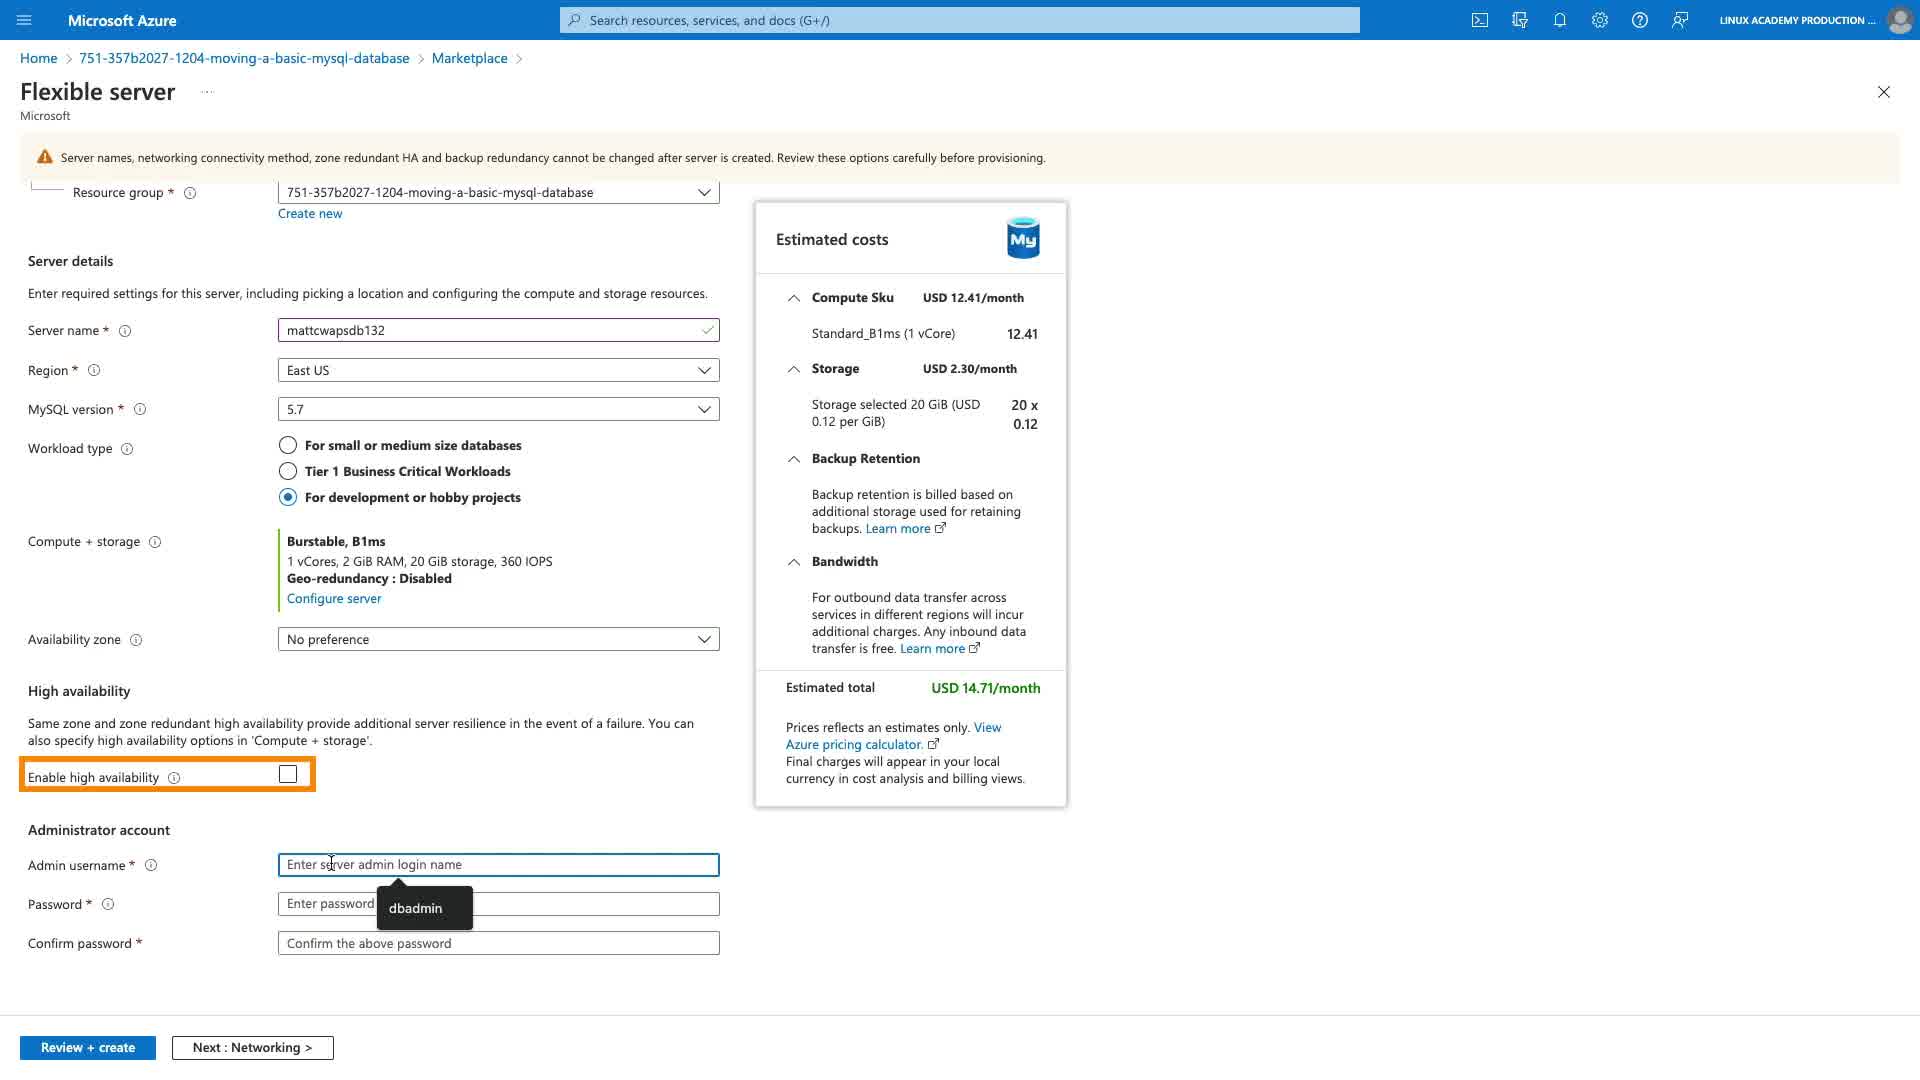 Microsoft Azure
Search resources, services, and docs (G+/)
LINUX ACADEMY PRODUCTION ...
Home > 751-357b2027-1204-moving-a-basic-mysql-database > Marketplace >
Flexible server ...
Microsoft
Server names, networking connectivity method, zone redundant HA and backup redundancy cannot be changed after server is created. Review these options carefully before provisioning.
Resource group *
751-357b2027-1204-moving-a-basic-mysql-database
Create new
Server details
Enter required settings for this server, including picking a location and configuring the compute and storage resources.
Server name *
mattcwapsdb132
Region *
East US
MySQL version *
5.7
Workload type
For small or medium size databases
Tier 1 Business Critical Workloads
For development or hobby projects
Compute + storage
Burstable, B1ms
1 vCores, 2 GiB RAM, 20 GiB storage, 360 IOPS
Geo-redundancy : Disabled
Configure server
Availability zone
No preference
High availability
Same zone and zone redundant high availability provide additional server resilience in the event of a failure. You can
also specify high availability options in 'Compute + storage'.
Enable high availability
Administrator account
Admin username *
Enter server admin login name
Password *
Enter password
dbadmin
Confirm password *
Confirm the above password
Estimated costs
My
Compute Sku USD 12.41/month
Standard_B1ms (1 vCore) 12.41
Storage USD 2.30/month
Storage selected 20 GiB (USD 20 x
0.12 per GiB) 0.12
Backup Retention
Backup retention is billed based on
additional storage used for retaining
backups. Learn more
Bandwidth
For outbound data transfer across
services in different regions will incur
additional charges. Any inbound data
transfer is free. Learn more
Estimated total USD 14.71/month
Prices reflects an estimates only. View
Azure pricing calculator.
Final charges will appear in your local
currency in cost analysis and billing views.
Review + create
Next : Networking >